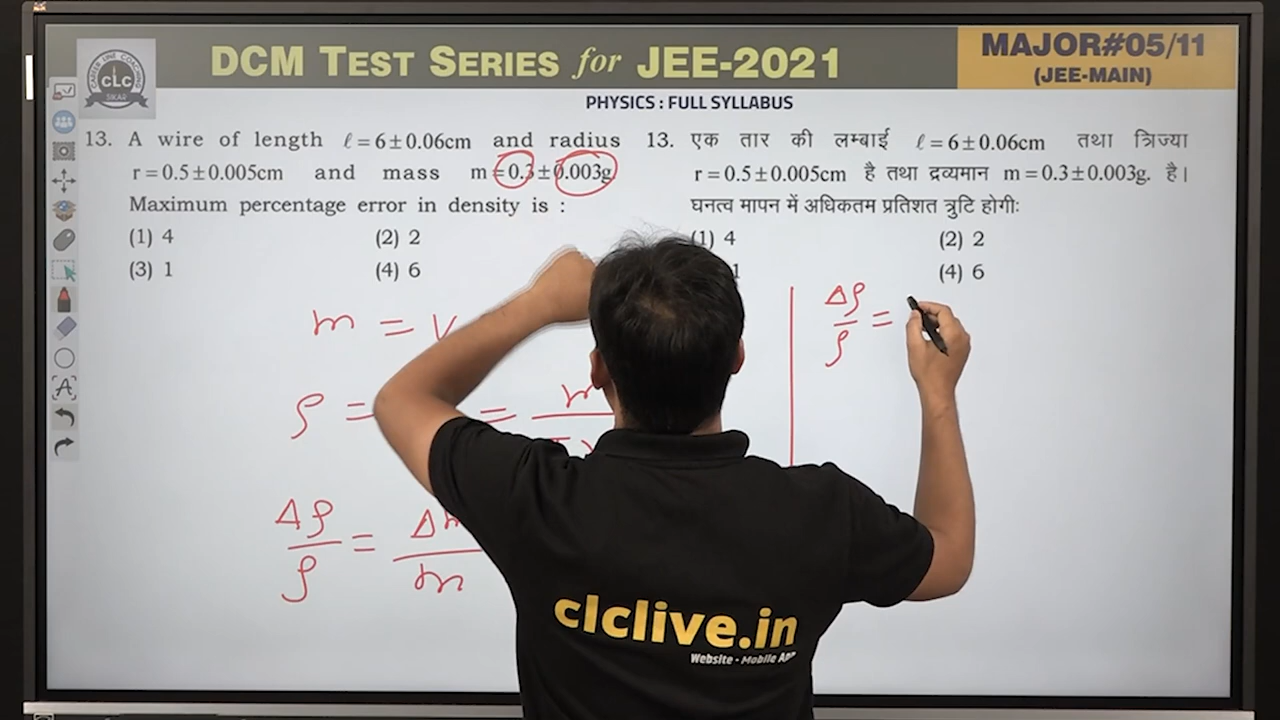 DCM TEST SERIES for JEE-2021
MAJOR#05/11
(JEE-MAIN)
CLC
SIKAR
PHYSICS : FULL SYLLABUS
13. A wire of length ℓ = 6 ± 0.06cm and radius
r = 0.5 ± 0.005cm and mass m = 0.3 ± 0.003g
Maximum percentage error in density is :
(1) 4 (2) 2
(3) 1 (4) 6
13. एक तार की लम्बाई ℓ = 6 ± 0.06cm तथा त्रिज्या
r = 0.5 ± 0.005cm है तथा द्रव्यमान m = 0.3 ± 0.003g. है।
घनत्व मापन में अधिकतम प्रतिशत त्रुटि होगीः
(1) 4 (2) 2
1 (4) 6
m = v
ρ = = m
Δρ/ρ = Δm/m
Δρ/ρ =
clclive.in
Website • Mobile App